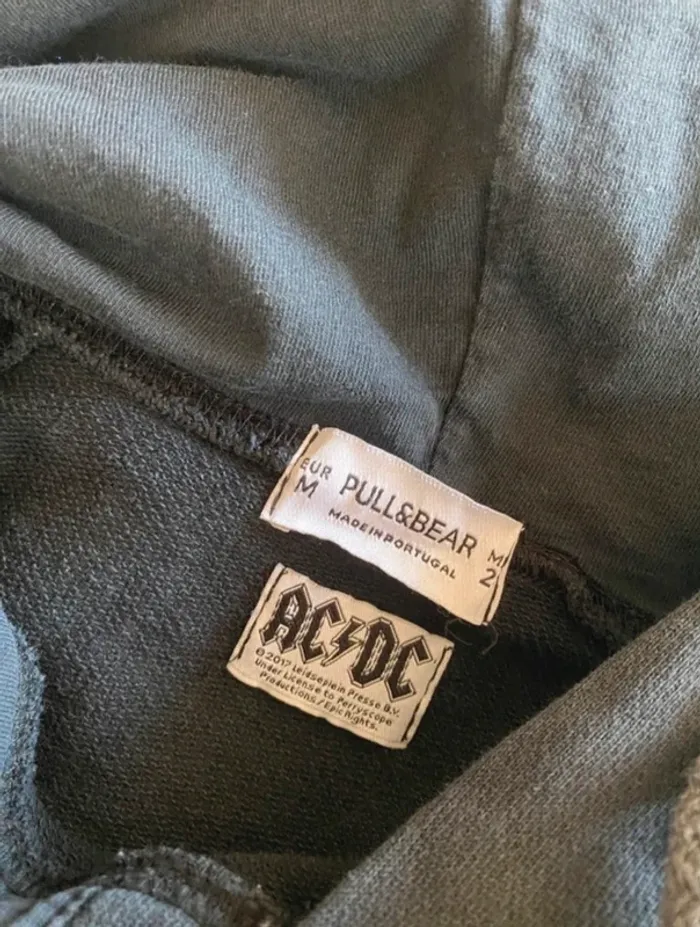 EUR
M
PULL&BEAR
MADE IN PORTUGAL
2
AC⚡DC
© 2017 Leidseplein Presse B.V.
Under License to Perryscope
Productions/Epic Rights.